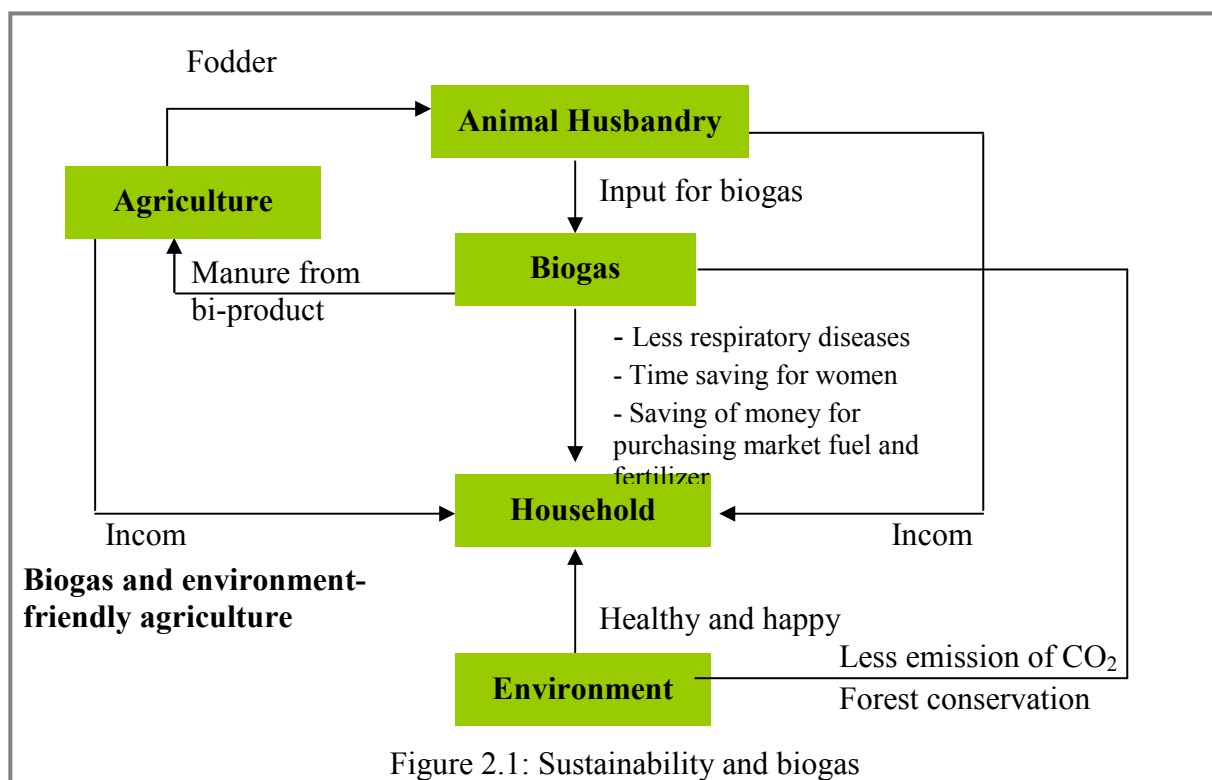 Fodder
Animal Husbandry
Agriculture
Input for biogas
Biogas
Manure from
bi-product
- Less respiratory diseases
- Time saving for women
- Saving of money for
purchasing market fuel and
fertilizer
Household
Incom
Incom
Biogas and environment-
friendly agriculture
Healthy and happy
Less emission of CO₂
Environment
Forest conservation
Figure 2.1: Sustainability and biogas